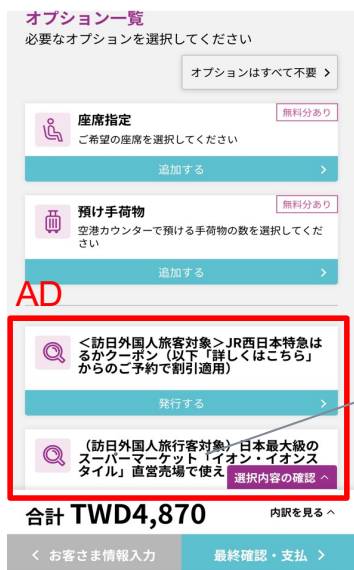 オプション一覧
必要なオプションを選択してください
オプションはすべて不要 >
座席指定
無料分あり
ご希望の座席を選択してください
追加する >
預け手荷物
無料分あり
空港カウンターで預ける手荷物の数を選択してくだ
さい
追加する >
AD
<訪日外国人旅客対象>JR西日本特急は
るかクーポン（以下「詳しくはこちら」
からのご予約で割引適用）
発行する >
（訪日外国人旅行客対象）日本最大級の
スーパーマーケット「イオン・イオンス
タイル」直営売場で使え
選択内容の確認 ^
合計 TWD4,870
内訳を見る ^
< お客さま情報入力
最終確認・支払 >